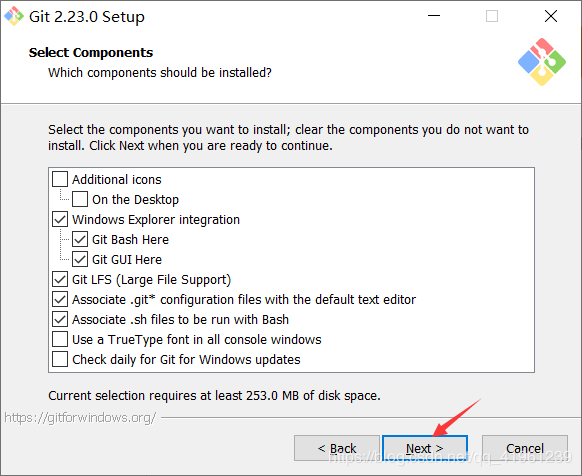 Git 2.23.0 Setup
Select Components
Which components should be installed?
Select the components you want to install; clear the components you do not want to
install. Click Next when you are ready to continue.
Additional icons
On the Desktop
Windows Explorer integration
Git Bash Here
Git GUI Here
Git LFS (Large File Support)
Associate .git* configuration files with the default text editor
Associate .sh files to be run with Bash
Use a TrueType font in all console windows
Check daily for Git for Windows updates
Current selection requires at least 253.0 MB of disk space.
https://gitforwindows.org/
< Back
Next >
Cancel